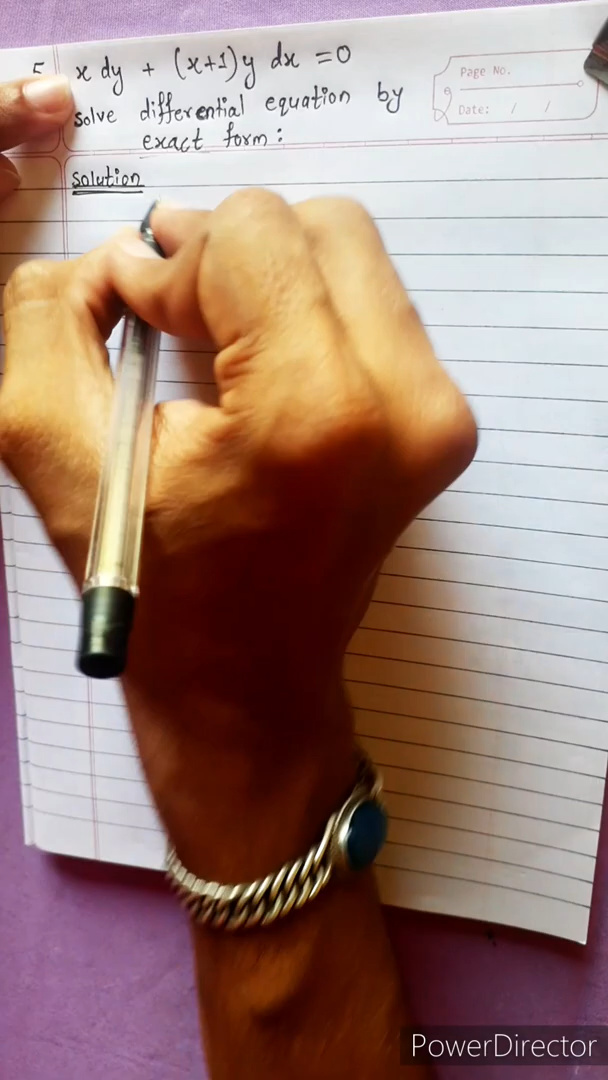 5 x dy + (x+1)y dx = 0
solve differential equation by
exact form :
Page No.
Date: / /
solution
PowerDirector